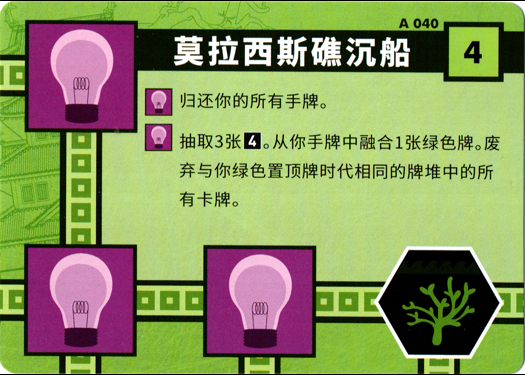 A 040
莫拉西斯礁沉船
4
归还你的所有手牌。
抽取3张4。从你手牌中融合1张绿色牌。废
弃与你绿色置顶牌时代相同的牌堆中的所
有卡牌。